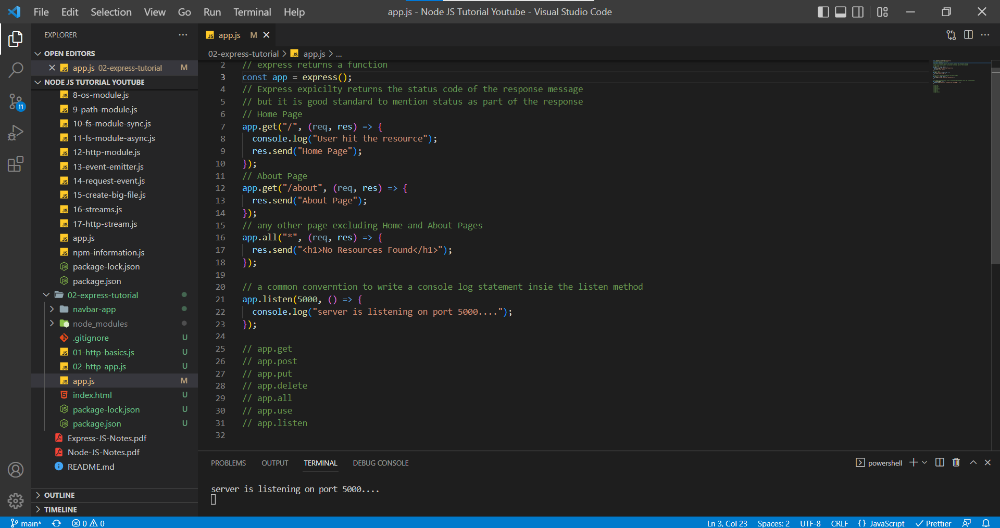 File Edit Selection View Go Run Terminal Help
app.js - Node JS Tutorial Youtube - Visual Studio Code
EXPLORER
OPEN EDITORS
app.js 02-express-tutorial M
NODE JS TUTORIAL YOUTUBE
8-os-module.js
9-path-module.js
10-fs-module-sync.js
11-fs-module-async.js
12-http-module.js
13-event-emitter.js
14-request-event.js
15-create-big-file.js
16-streams.js
17-http-stream.js
app.js
npm-information.js
package-lock.json
package.json
02-express-tutorial
navbar-app
node_modules
.gitignore U
01-http-basics.js U
02-http-app.js U
app.js M
index.html U
package-lock.json U
package.json U
Express-JS-Notes.pdf
Node-JS-Notes.pdf
README.md
OUTLINE
TIMELINE
11
app.js M
02-express-tutorial > app.js > ...
2 // express returns a function
3 const app = express();
4 // Express expicilty returns the status code of the response message
5 // but it is good standard to mention status as part of the response
6 // Home Page
7 app.get("/", (req, res) => {
8 console.log("User hit the resource");
9 res.send("Home Page");
10 });
11 // About Page
12 app.get("/about", (req, res) => {
13 res.send("About Page");
14 });
15 // any other page excluding Home and About Pages
16 app.all("*", (req, res) => {
17 res.send("<h1>No Resources Found</h1>");
18 });
19
20 // a common converntion to write a console log statement insie the listen method
21 app.listen(5000, () => {
22 console.log("server is listening on port 5000....");
23 });
24
25 // app.get
26 // app.post
27 // app.put
28 // app.delete
29 // app.all
30 // app.use
31 // app.listen
32
PROBLEMS OUTPUT TERMINAL DEBUG CONSOLE
powershell
server is listening on port 5000....
main* 0 0
Ln 3, Col 23 Spaces: 2 UTF-8 CRLF {} JavaScript Prettier